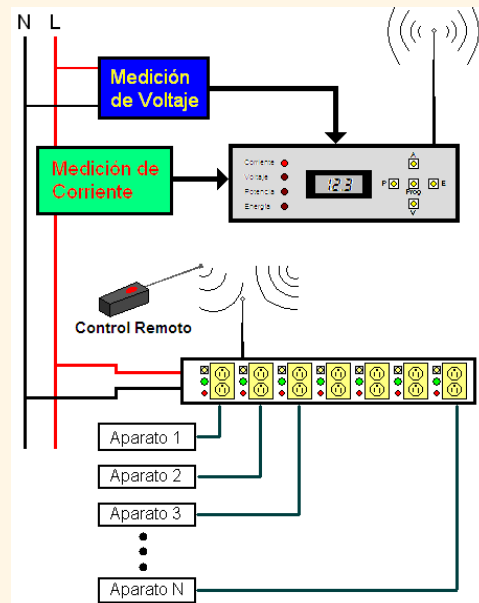 N L
Medición
de Voltaje
Medición de
Corriente
Corriente
Voltaje
Potencia
Energía
123
A
P
Prog
E
V
Control Remoto
Aparato 1
Aparato 2
Aparato 3
Aparato N